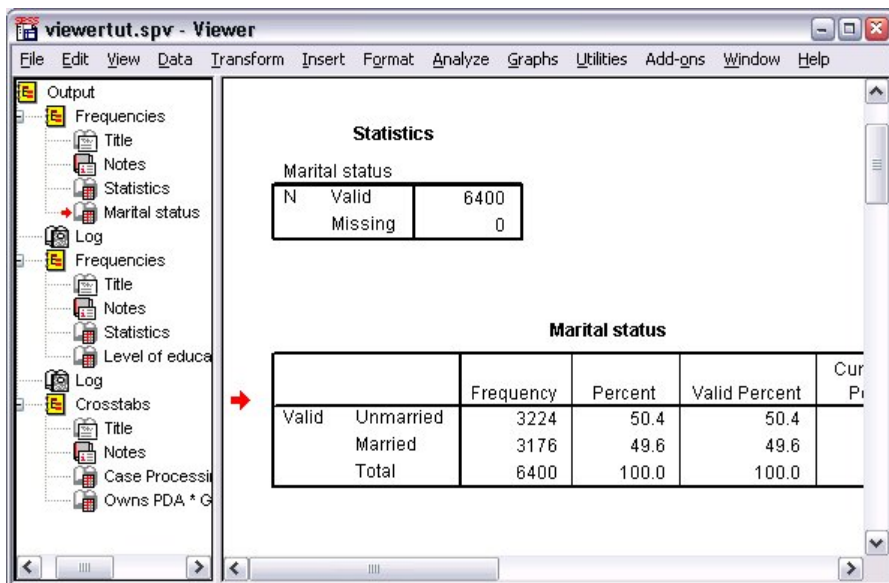 viewertut.spv - Viewer
File Edit View Data Transform Insert Format Analyze Graphs Utilities Add-ons Window Help
Output
Frequencies
Title
Notes
Statistics
Marital status
Log
Frequencies
Title
Notes
Statistics
Level of educa
Log
Crosstabs
Title
Notes
Case Processi
Owns PDA * G
Statistics
Marital status
N Valid 6400
Missing 0
Marital status
Frequency Percent Valid Percent Cur P
Valid Unmarried 3224 50.4 50.4
Married 3176 49.6 49.6
Total 6400 100.0 100.0